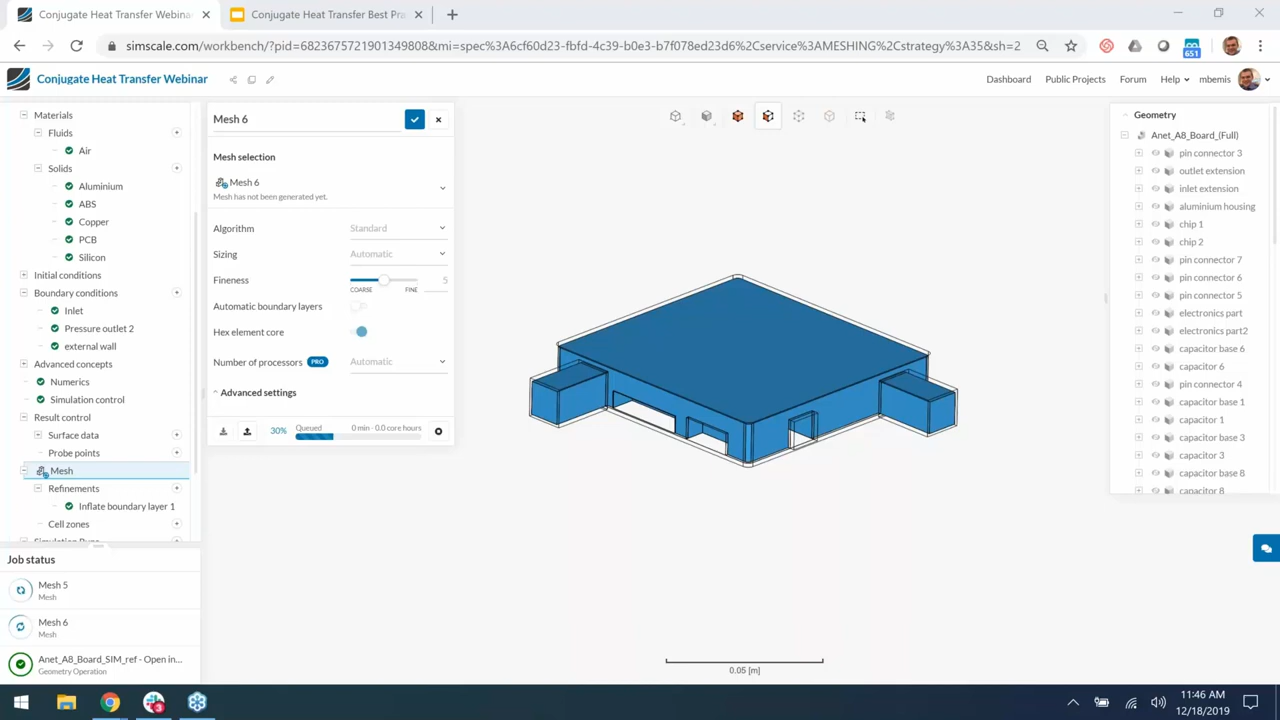 Conjugate Heat Transfer Webinar
Conjugate Heat Transfer Best Pra
simscale.com/workbench/?pid=6823675721901349808&mi=spec%3A6cf60d23-fbfd-4c39-b0e3-b7f078ed23d6%2Cservice%3AMESHING%2Cstrategy%3A35&sh=2
651
Conjugate Heat Transfer Webinar
Dashboard
Public Projects
Forum
Help
mbemis
Materials
Fluids
Air
Solids
Aluminium
ABS
Copper
PCB
Silicon
Initial conditions
Boundary conditions
Inlet
Pressure outlet 2
external wall
Advanced concepts
Numerics
Simulation control
Result control
Surface data
Probe points
Mesh
Refinements
Inflate boundary layer 1
Cell zones
Simulation Runs
Job status
Mesh 5
Mesh
Mesh 6
Mesh
Anet_A8_Board_SIM_ref - Open in...
Geometry Operation
Mesh 6
Mesh selection
Mesh 6
Mesh has not been generated yet.
Algorithm
Standard
Sizing
Automatic
Fineness
5
COARSE
FINE
Automatic boundary layers
Hex element core
Number of processors
PRO
Automatic
Advanced settings
30%
Queued
0 min · 0.0 core hours
0.05 [m]
Geometry
Anet_A8_Board_(Full)
pin connector 3
outlet extension
inlet extension
aluminium housing
chip 1
chip 2
pin connector 7
pin connector 6
pin connector 5
electronics part
electronics part2
capacitor base 6
capacitor 6
pin connector 4
capacitor base 1
capacitor 1
capacitor base 3
capacitor 3
capacitor base 8
capacitor 8
3
11:46 AM
12/18/2019